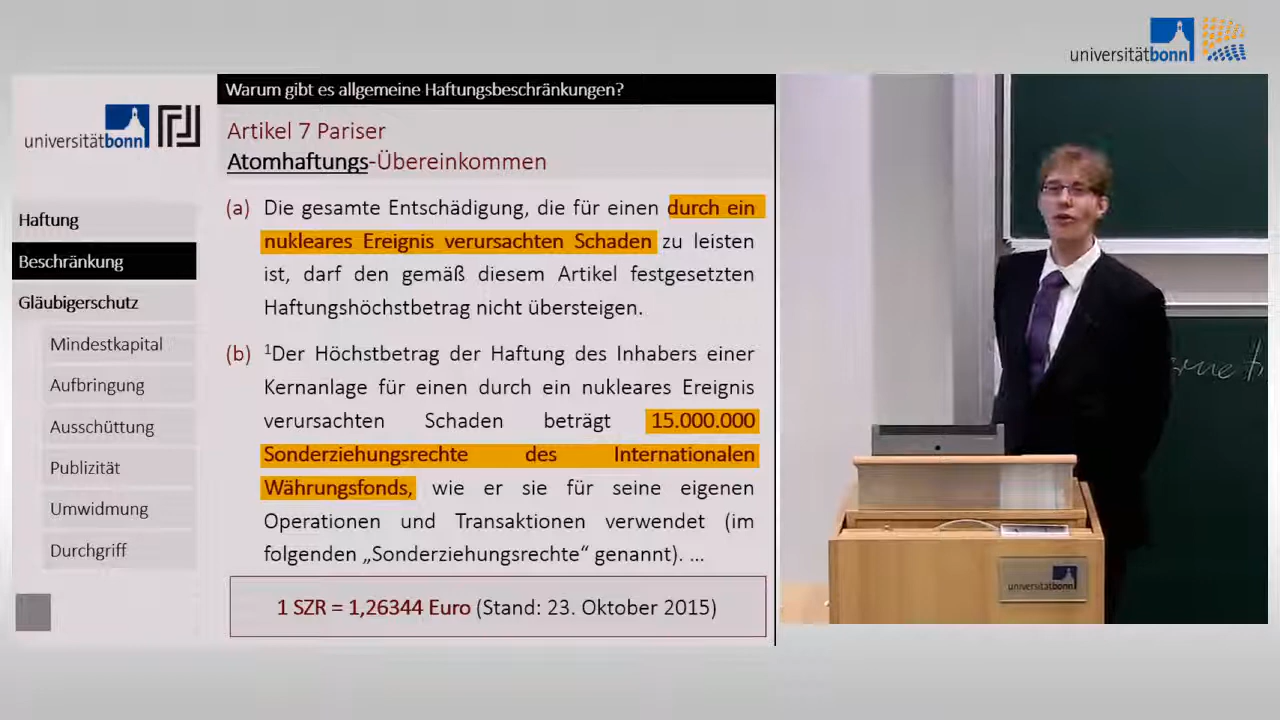 universitätbonn
Warum gibt es allgemeine Haftungsbeschränkungen?
universitätbonn
Artikel 7 Pariser
Atomhaftungs-Übereinkommen
Haftung
Beschränkung
Gläubigerschutz
Mindestkapital
Aufbringung
Ausschüttung
Publizität
Umwidmung
Durchgriff
(a) Die gesamte Entschädigung, die für einen durch ein
nukleares Ereignis verursachten Schaden zu leisten
ist, darf den gemäß diesem Artikel festgesetzten
Haftungshöchstbetrag nicht übersteigen.
(b) ¹Der Höchstbetrag der Haftung des Inhabers einer
Kernanlage für einen durch ein nukleares Ereignis
verursachten Schaden beträgt 15.000.000
Sonderziehungsrechte des Internationalen
Währungsfonds, wie er sie für seine eigenen
Operationen und Transaktionen verwendet (im
folgenden „Sonderziehungsrechte“ genannt). ...
1 SZR = 1,26344 Euro (Stand: 23. Oktober 2015)
universitätbonn